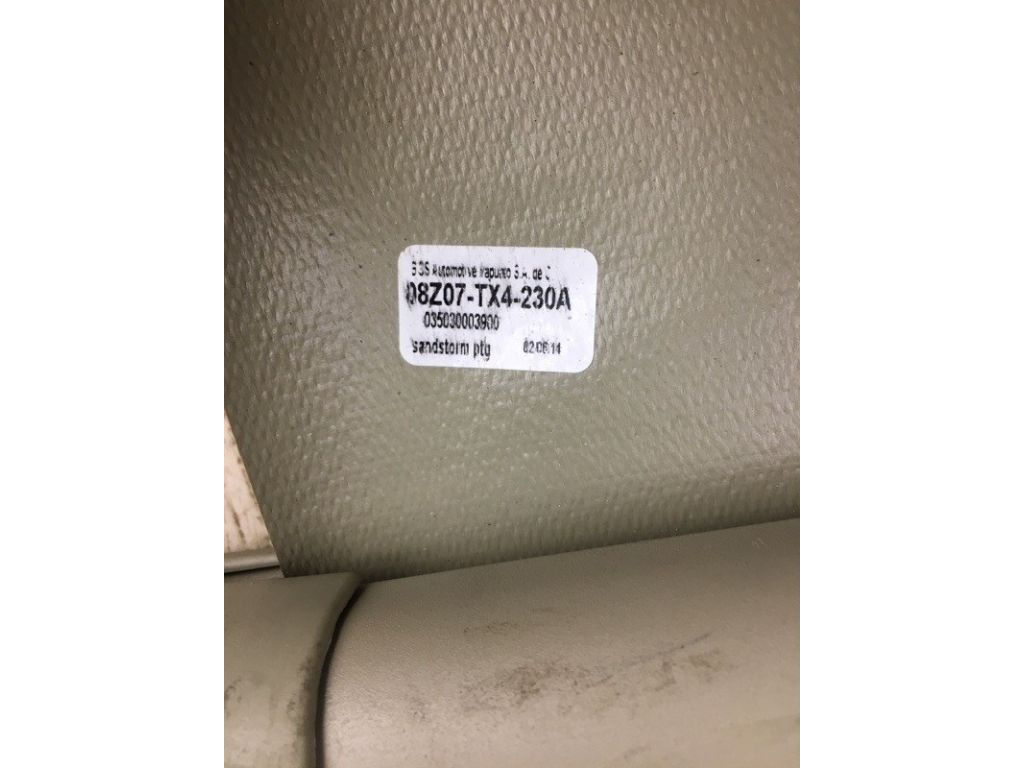 BOS Automotive Irapuato S.A. de C
08Z07-TX4-230A
035030003900
sandstorm ptg 02.06.14